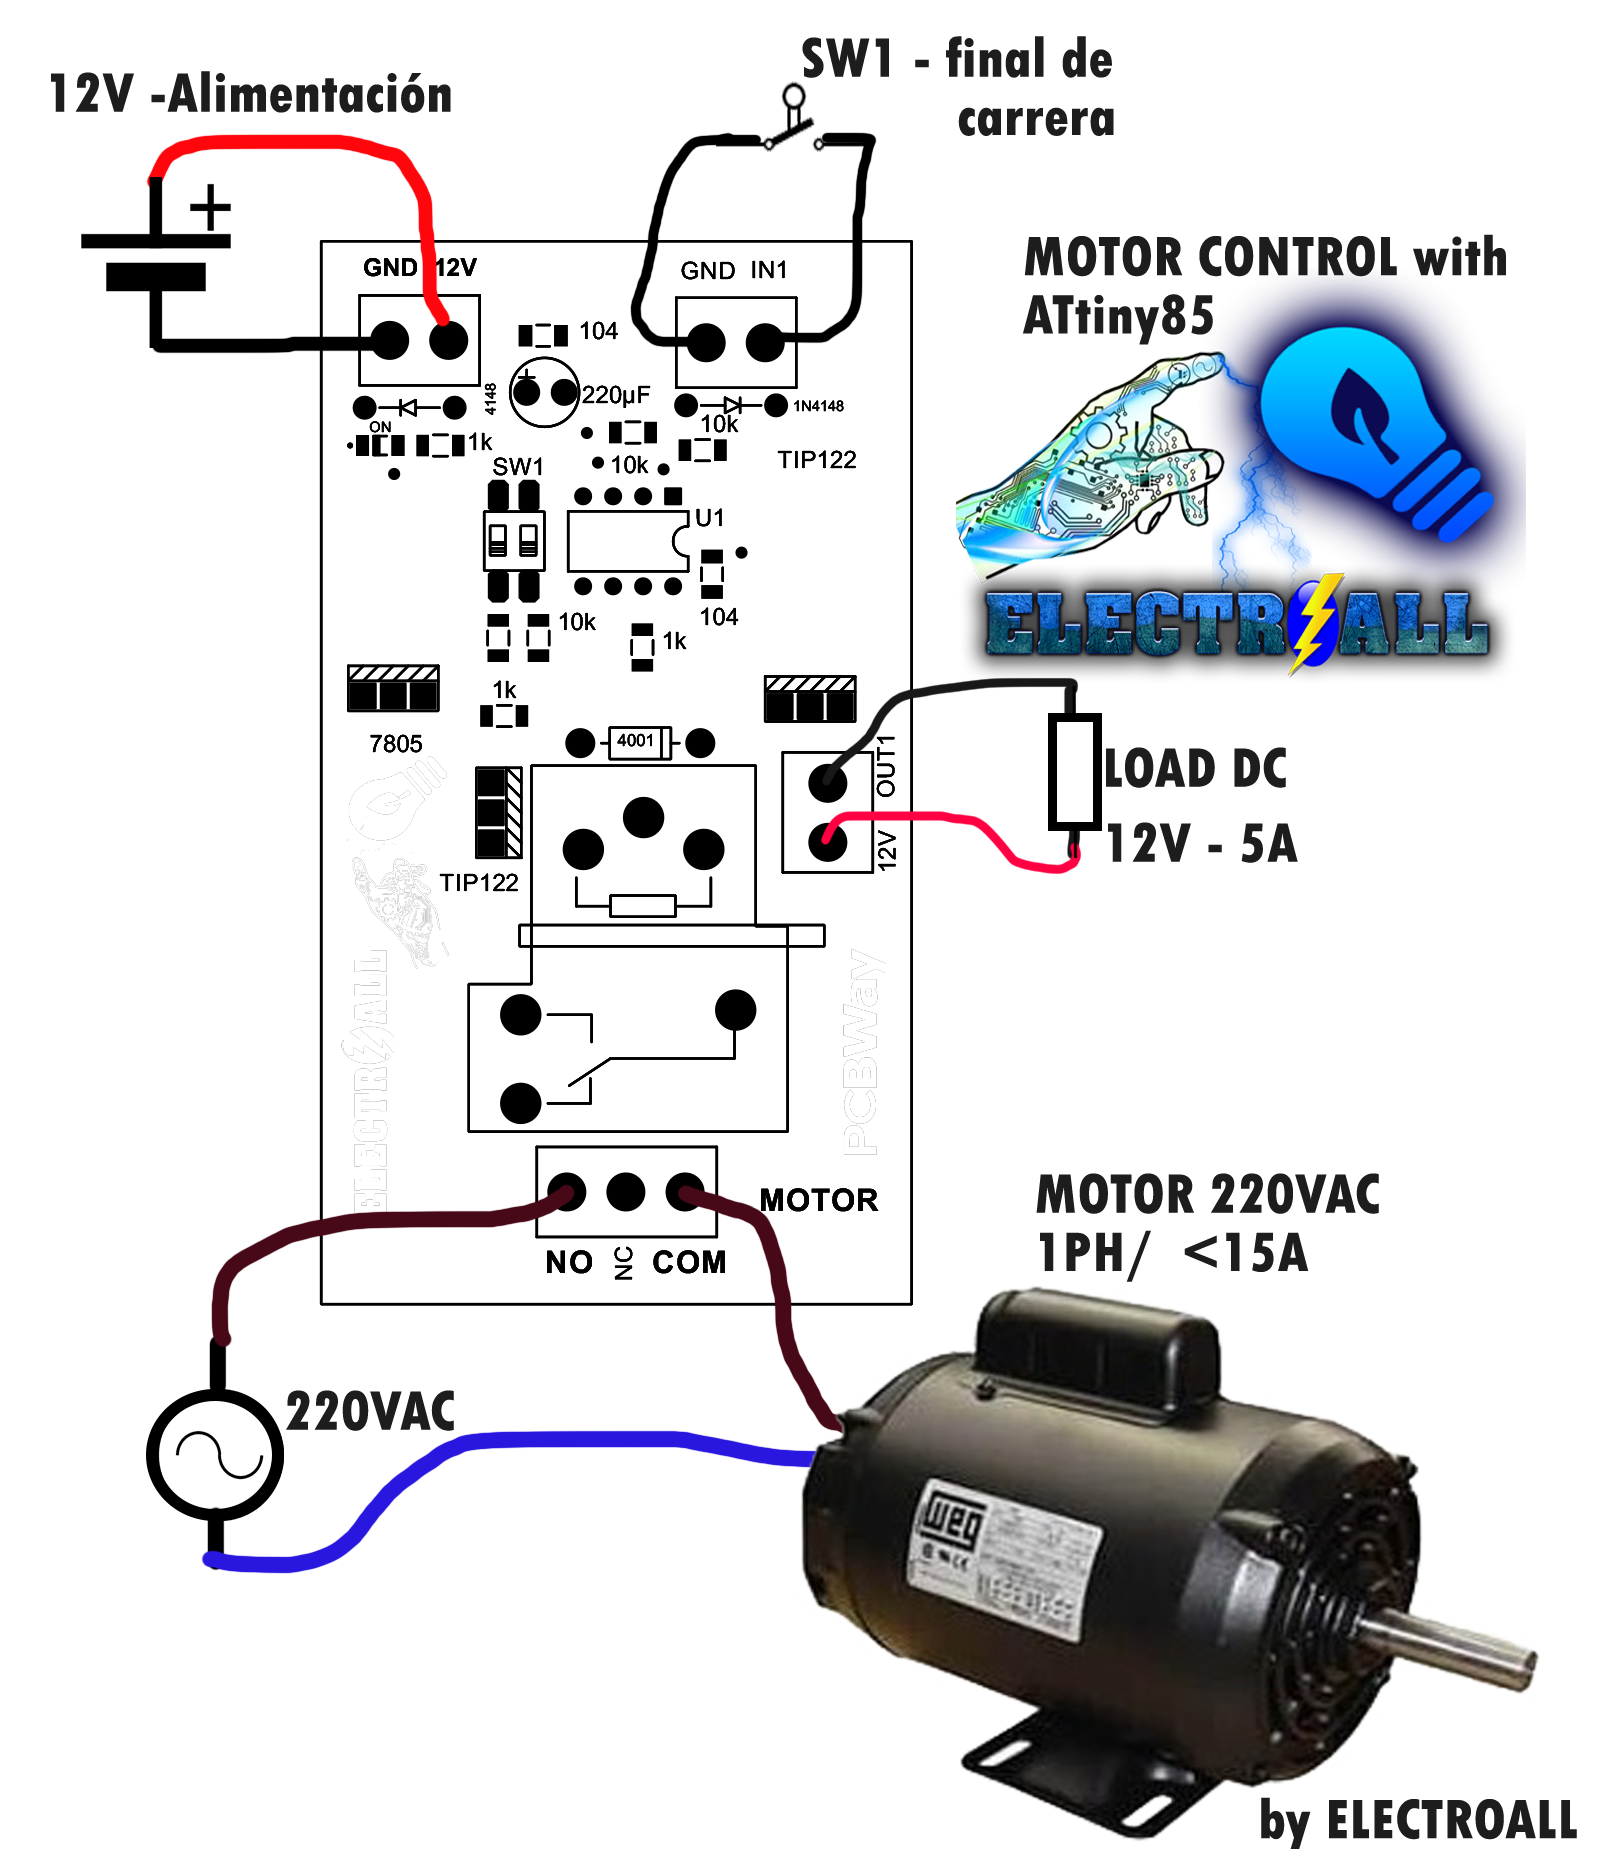 SW1 - final de
carrera
12V -Alimentación
GND 12V
GND IN1
MOTOR CONTROL with
ATtiny85
104
4148
220µF
1N4148
ON
1k
10k
10k
TIP122
SW1
U1
104
10k
1k
ELECTROALL
1k
7805
4001
OUT1
12V
LOAD DC
12V - 5A
TIP122
ELECTROALL
PCBWay
MOTOR
NO NC COM
MOTOR 220VAC
1PH/ <15A
220VAC
WEG
by ELECTROALL